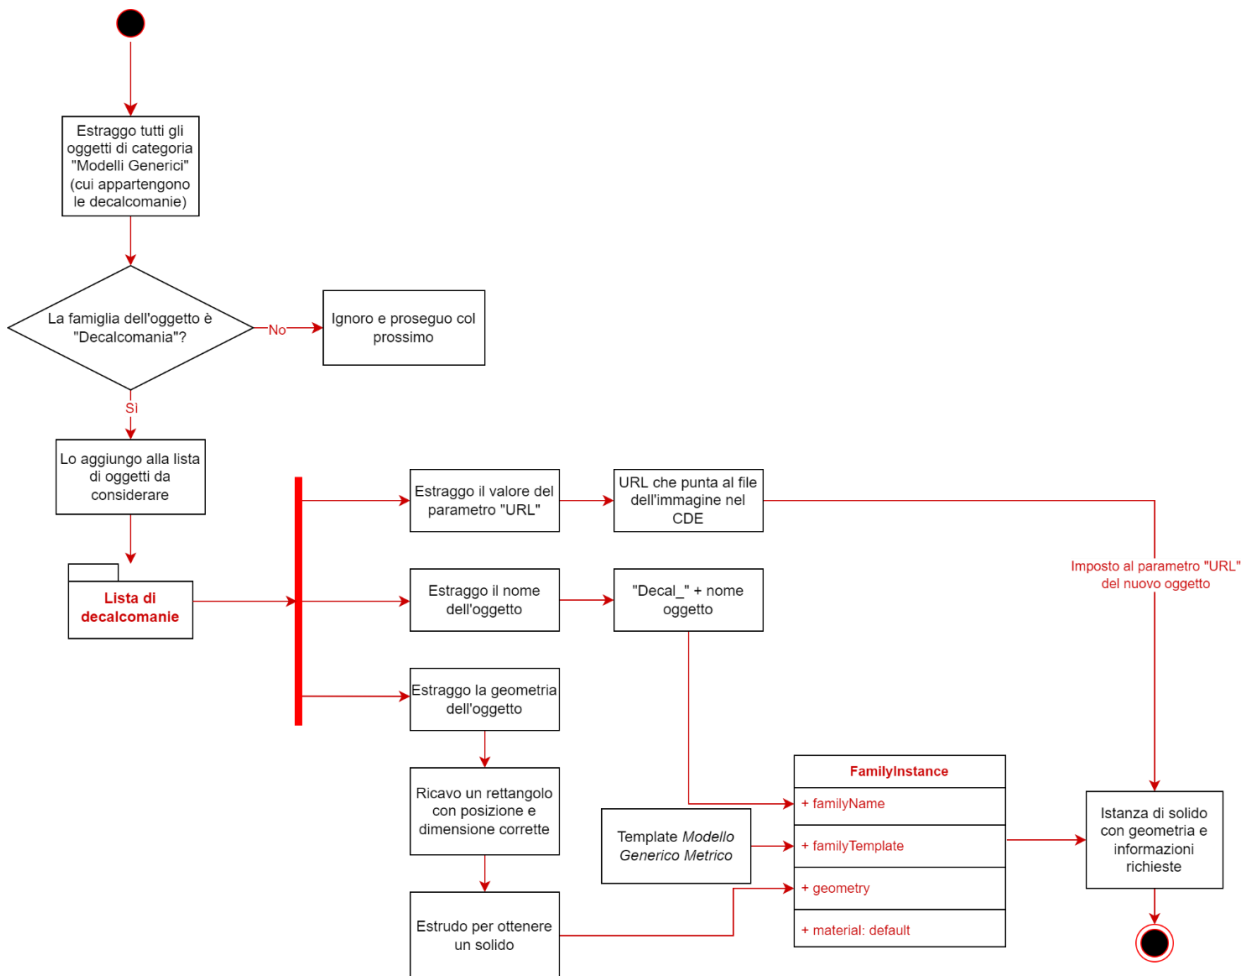 Estraggo tutti gli
oggetti di categoria
"Modelli Generici"
(cui appartengono
le decalcomanie)
La famiglia dell'oggetto è
"Decalcomania"?
No
Ignoro e proseguo col
prossimo
SÌ
Lo aggiungo alla lista
di oggetti da
considerare
Lista di
decalcomanie
Estraggo il valore del
parametro "URL"
URL che punta al file
dell'immagine nel
CDE
Imposto al parametro "URL"
del nuovo oggetto
Estraggo il nome
dell'oggetto
"Decal_" + nome
oggetto
Estraggo la geometria
dell'oggetto
Ricavo un rettangolo
con posizione e
dimensione corrette
Estrudo per ottenere
un solido
Template Modello
Generico Metrico
FamilyInstance
+ familyName
+ familyTemplate
+ geometry
+ material: default
Istanza di solido
con geometria e
informazioni
richieste